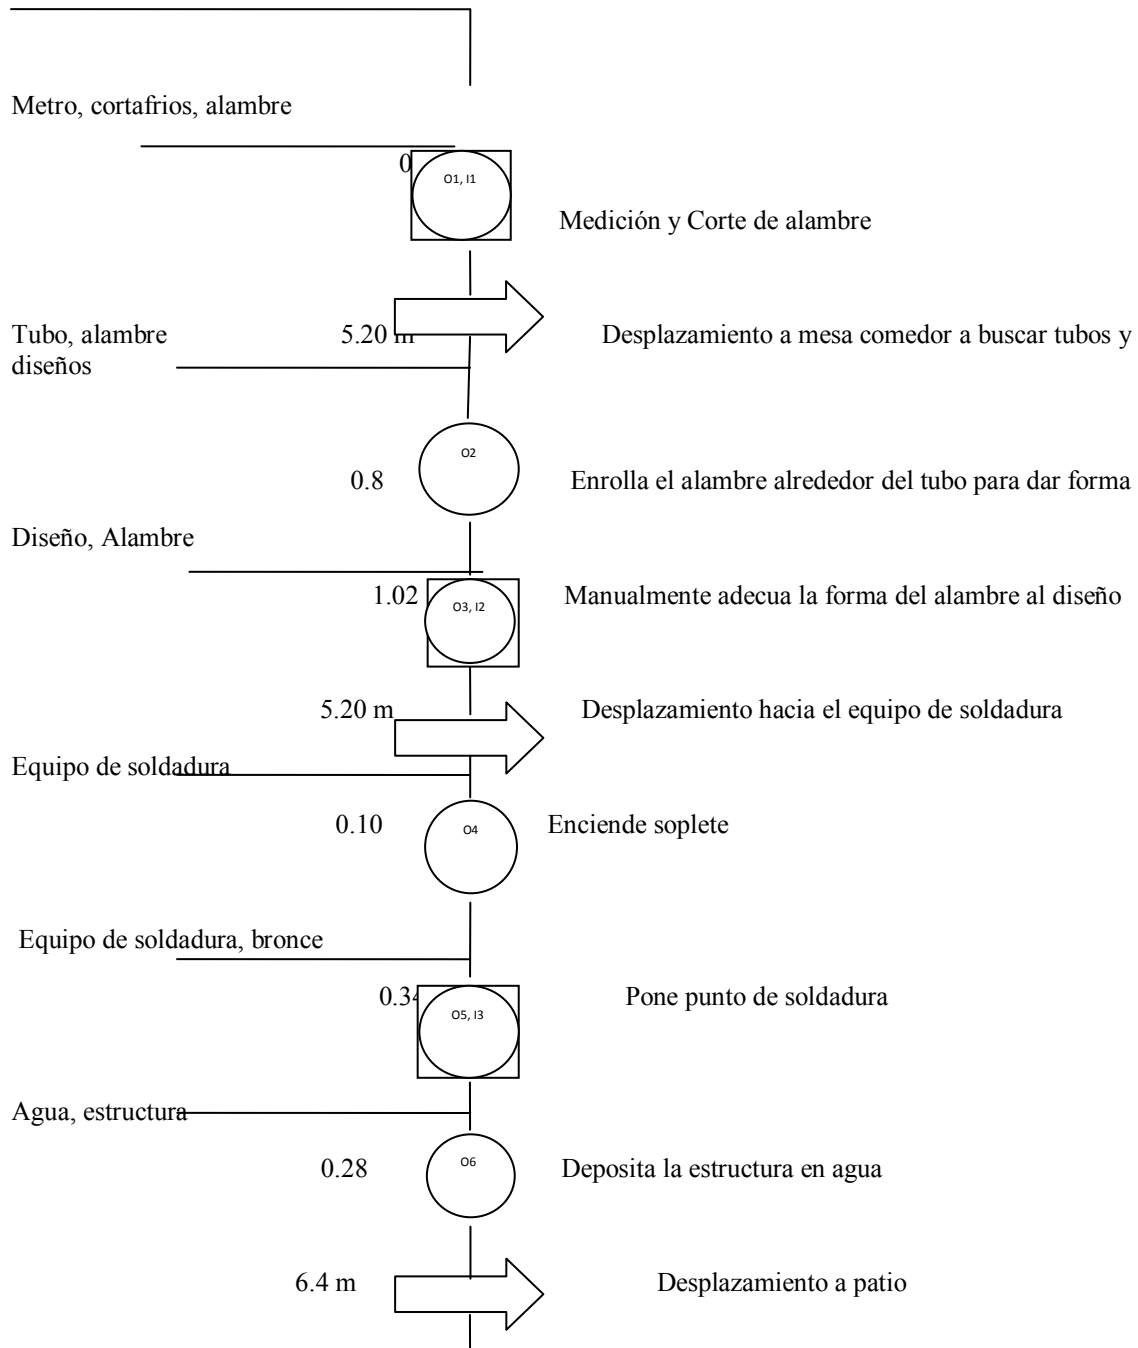 Metro, cortafrios, alambre
0
O1, I1
Medición y Corte de alambre
Tubo, alambre
diseños
5.20 m
Desplazamiento a mesa comedor a buscar tubos y
O2
0.8
Enrolla el alambre alrededor del tubo para dar forma
Diseño, Alambre
1.02
O3, I2
Manualmente adecua la forma del alambre al diseño
5.20 m
Desplazamiento hacia el equipo de soldadura
Equipo de soldadura
0.10
O4
Enciende soplete
Equipo de soldadura, bronce
0.34
O5, I3
Pone punto de soldadura
Agua, estructura
0.28
O6
Deposita la estructura en agua
6.4 m
Desplazamiento a patio